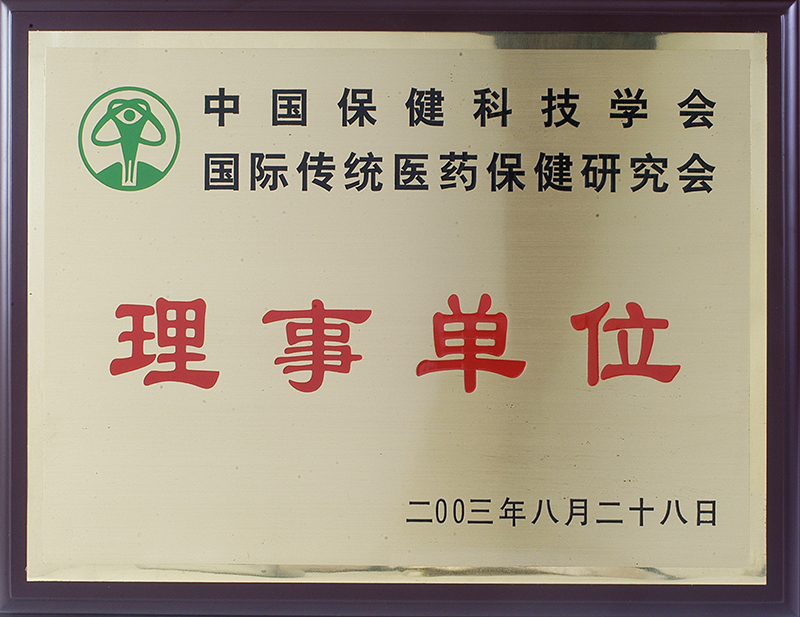 中国保健科技学会
国际传统医药保健研究会
理事单位
二00三年八月二十八日